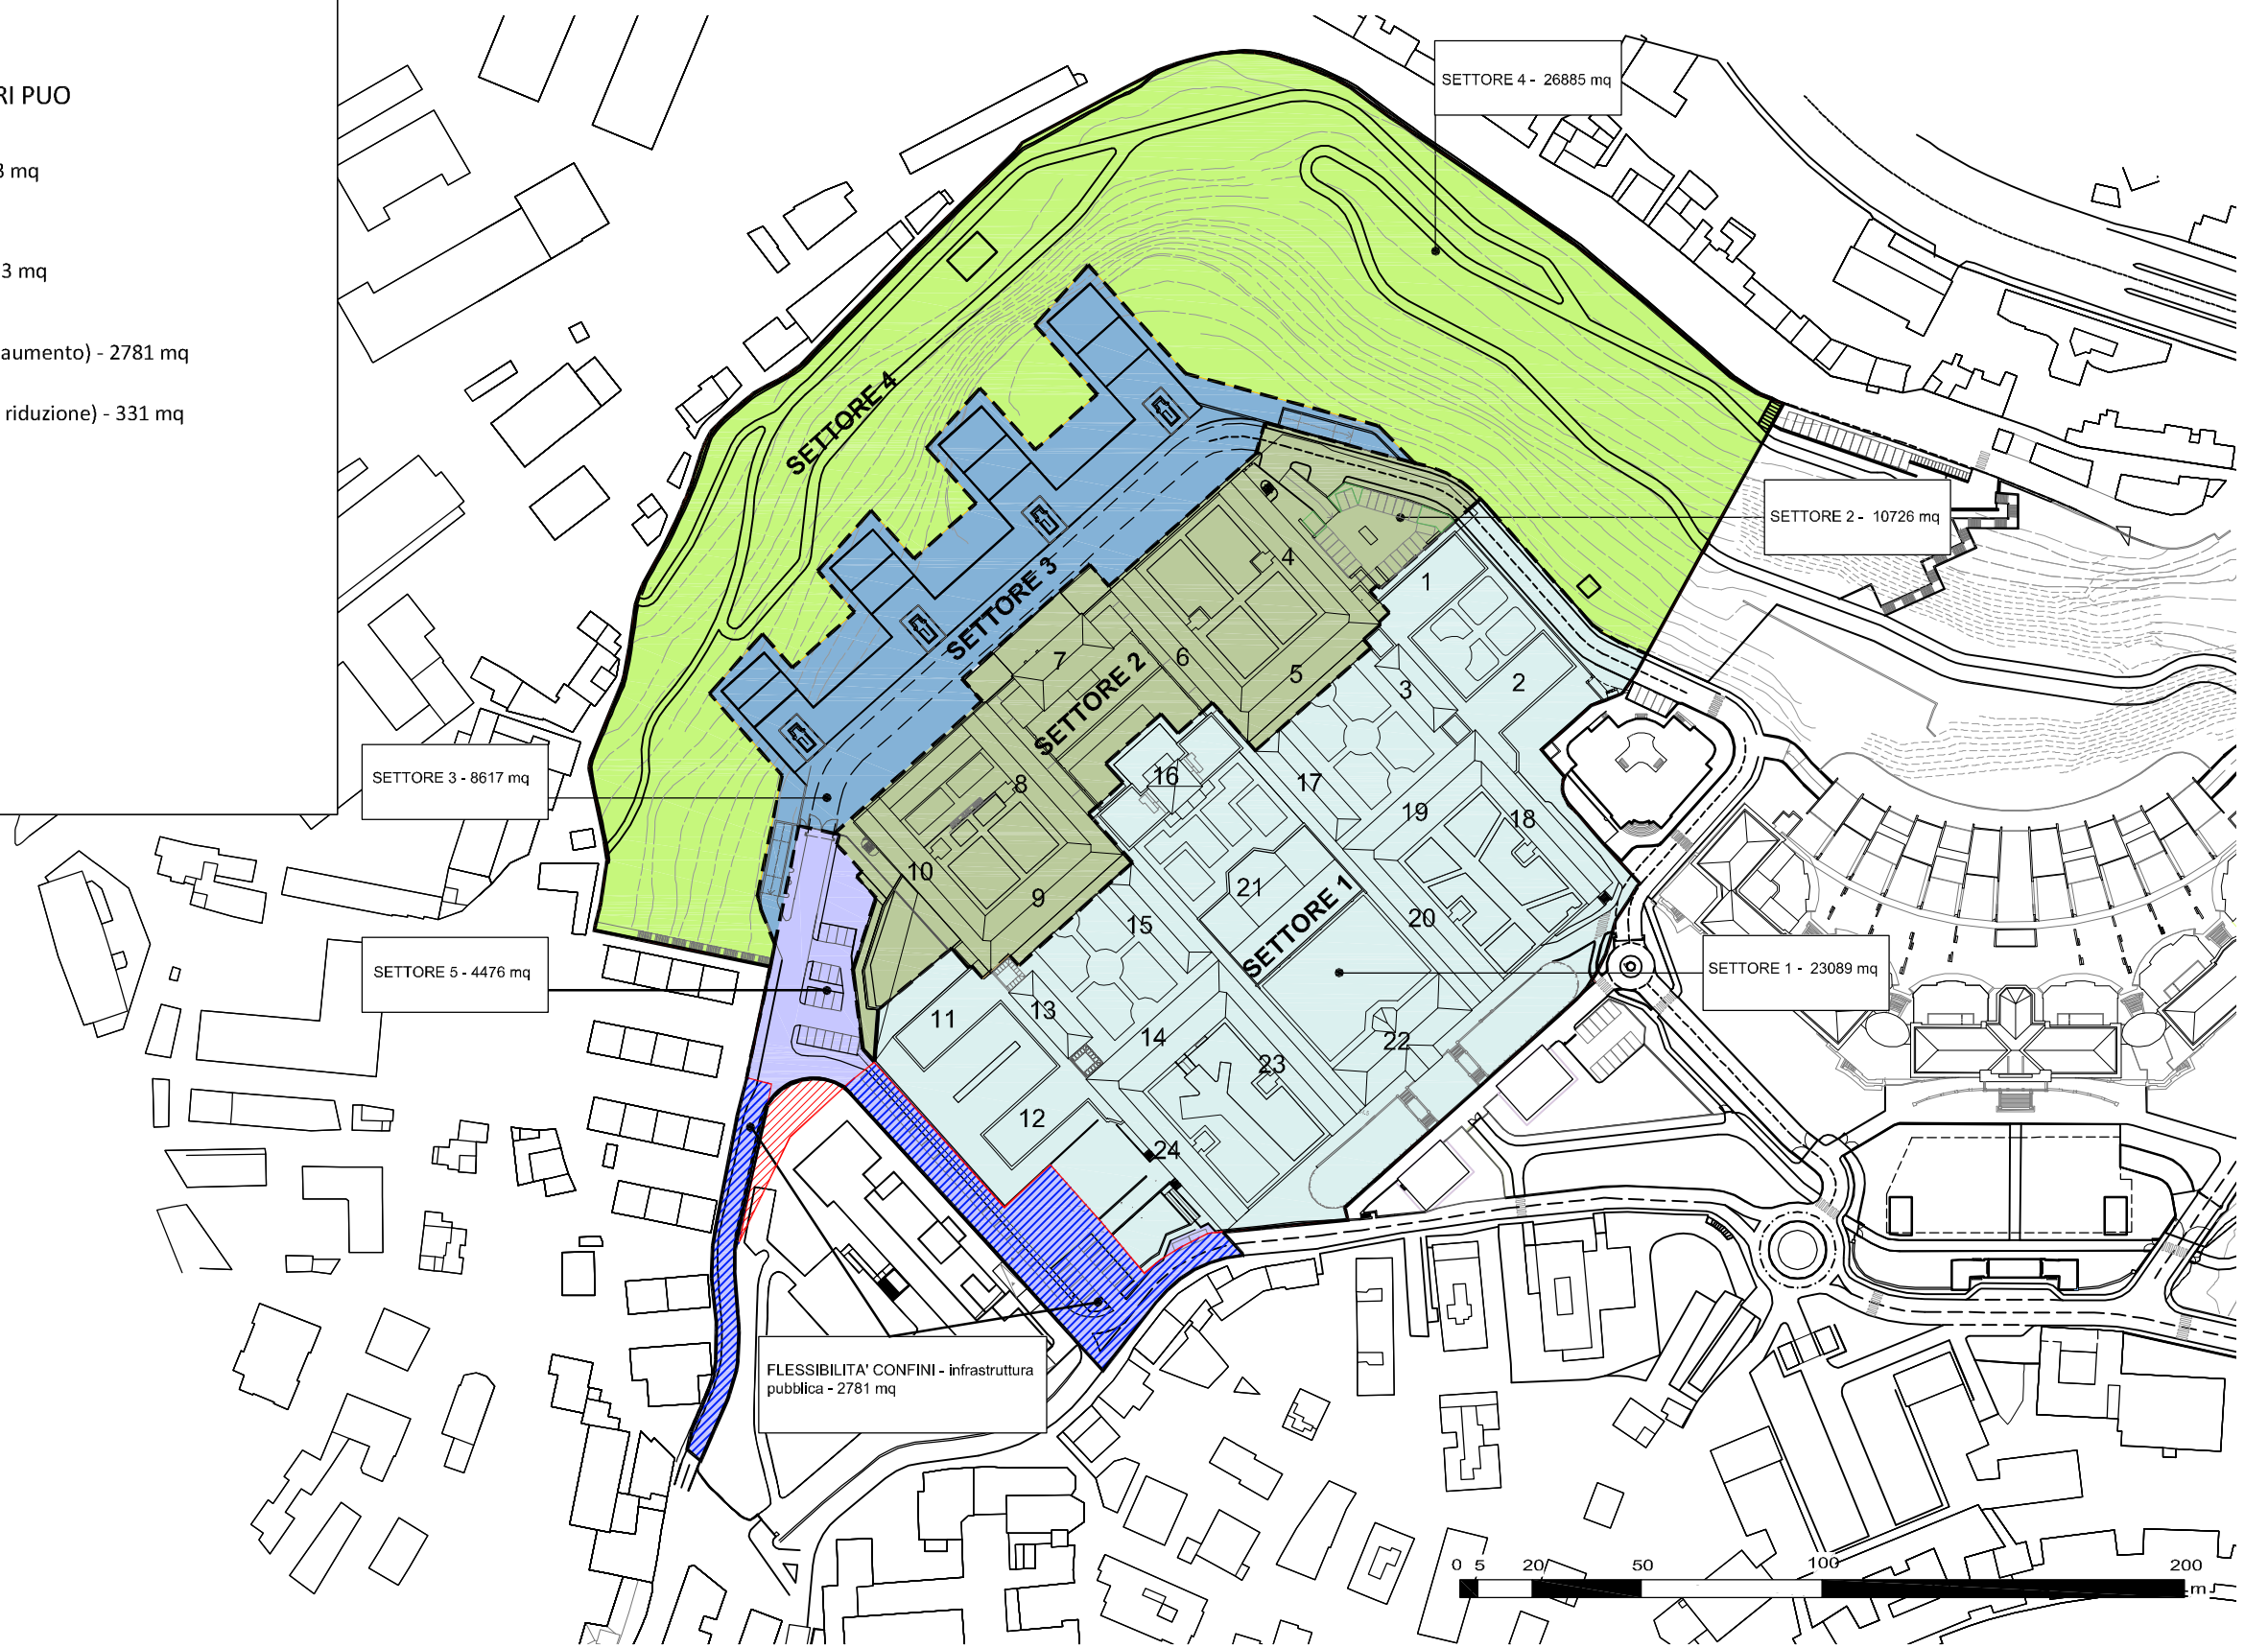 RI PUO
3 mq
3 mq
aumento) - 2781 mq
riduzione) - 331 mq
SETTORE 4 - 26885 mq
SETTORE 2 - 10726 mq
SETTORE 3 - 8617 mq
SETTORE 5 - 4476 mq
SETTORE 1 - 23089 mq
FLESSIBILITA' CONFINI - infrastruttura
pubblica - 2781 mq
SETTORE 4
SETTORE 3
SETTORE 2
SETTORE 1
1
2
3
4
5
6
7
8
9
10
11
12
13
14
15
16
17
18
19
20
21
22
23
24
0 5 20 50 100 200
m